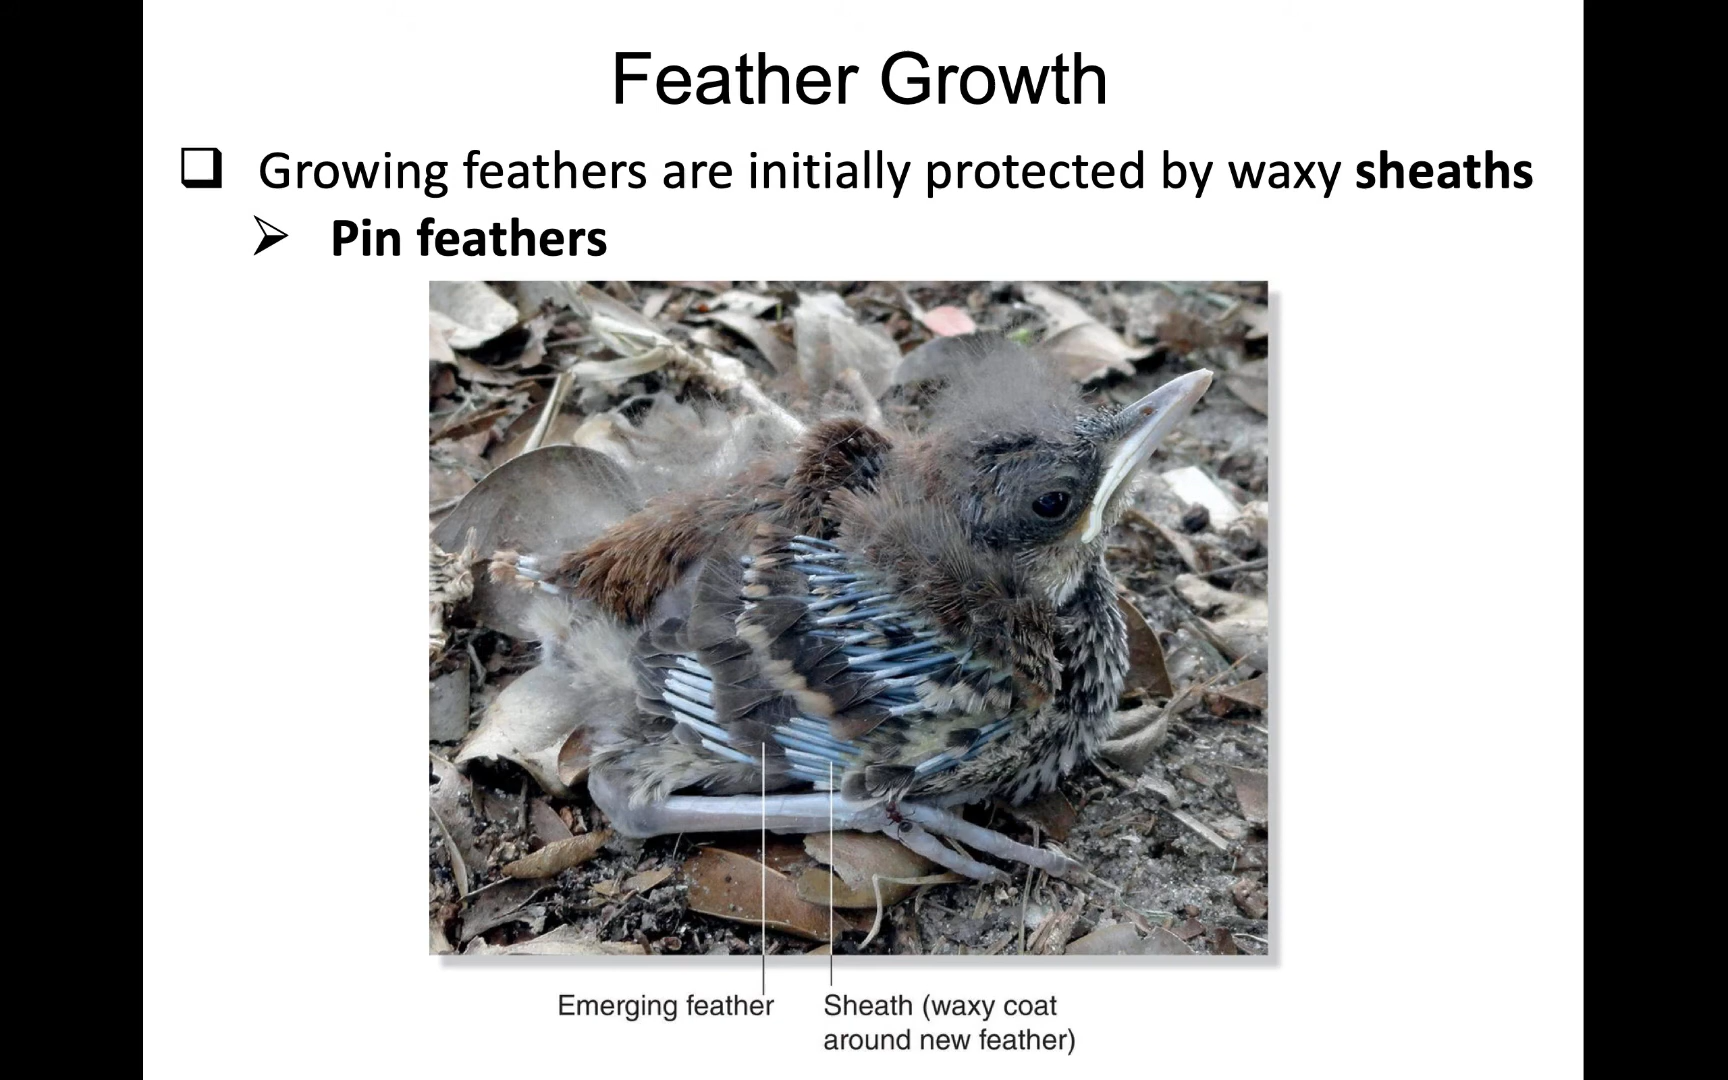 Feather Growth
Growing feathers are initially protected by waxy sheaths
Pin feathers
Emerging feather
Sheath (waxy coat
around new feather)